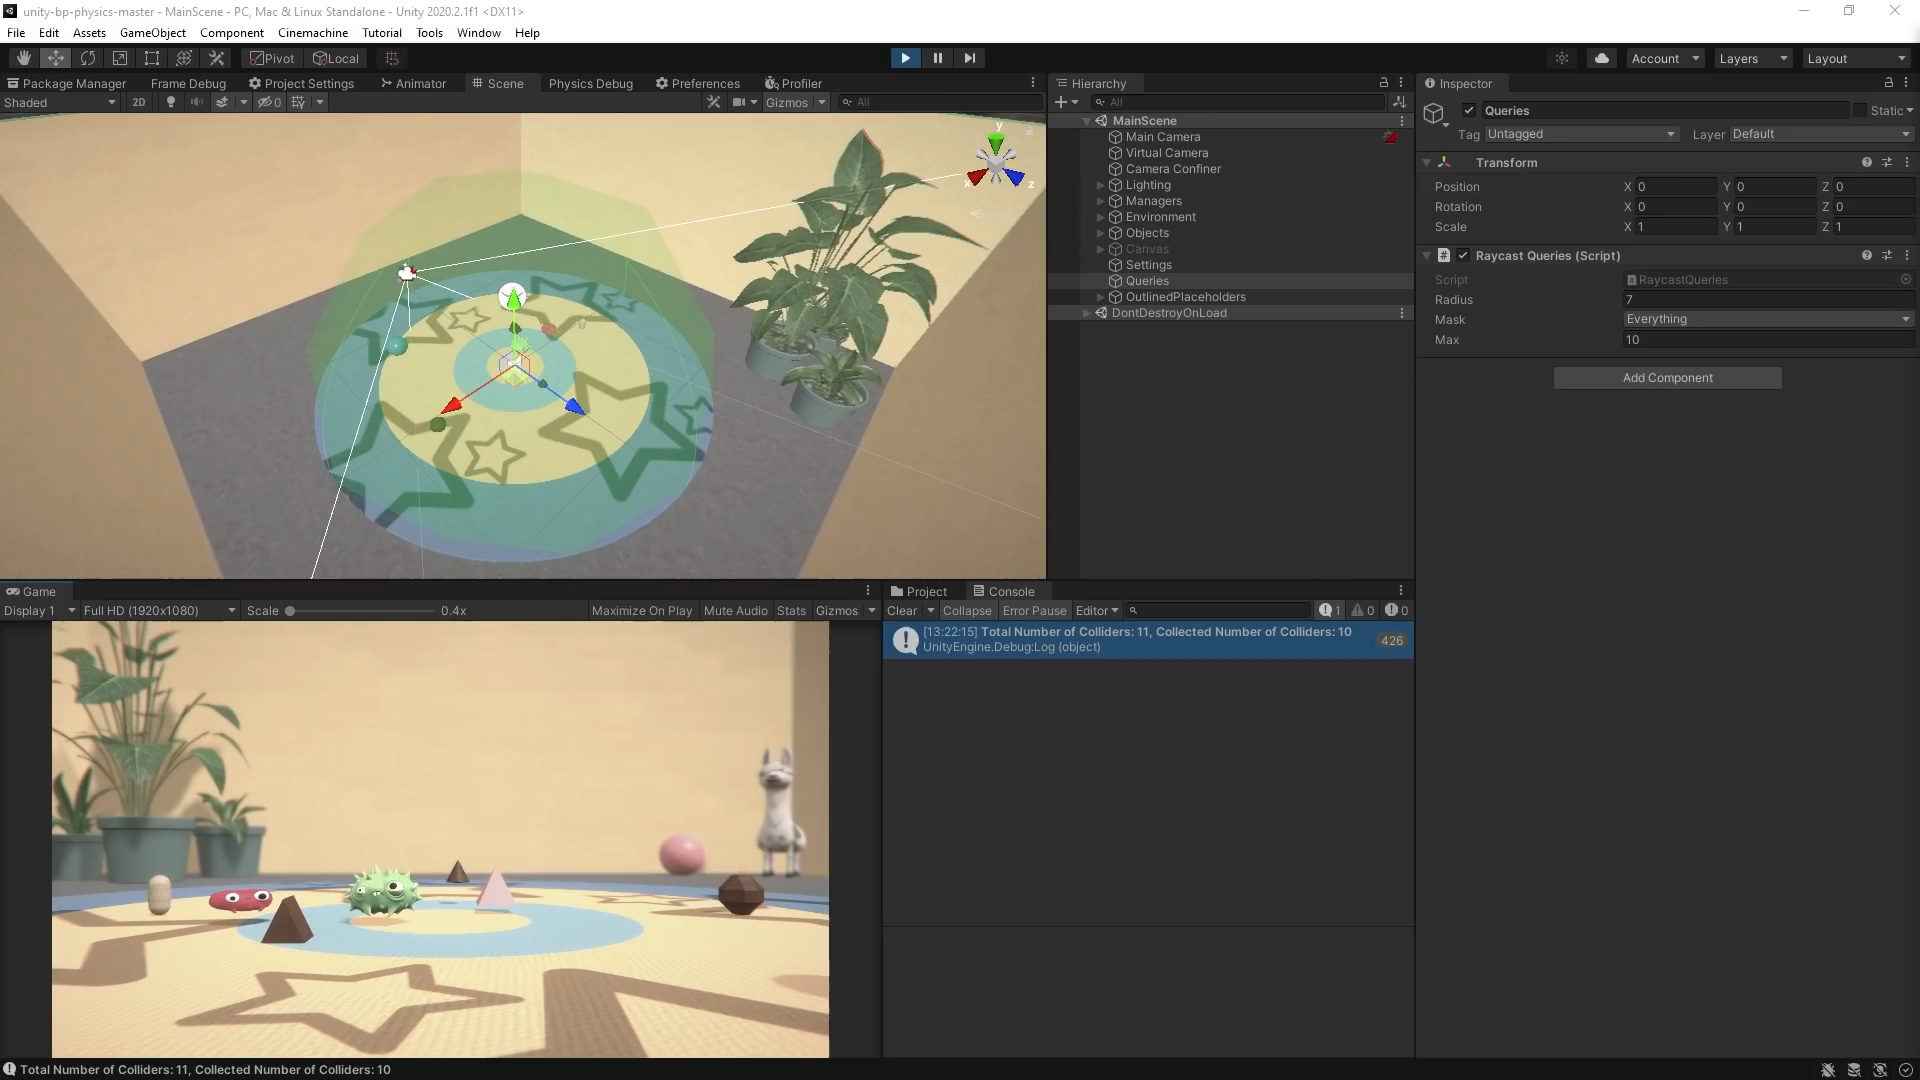 unity-bp-physics-master - MainScene - PC, Mac & Linux Standalone - Unity 2020.2.1f1 <DX11>
File Edit Assets GameObject Component Cinemachine Tutorial Tools Window Help
Pivot Local Account Layers Layout
Package Manager Frame Debug Project Settings Animator Scene Physics Debug Preferences Profiler
Shaded 2D 0 Gizmos All
y
x z
Hierarchy
All
MainScene
Main Camera
Virtual Camera
Camera Confiner
Lighting
Managers
Environment
Objects
Canvas
Settings
Queries
OutlinedPlaceholders
DontDestroyOnLoad
Inspector
Queries Static
Tag Untagged Layer Default
Transform
Position X 0 Y 0 Z 0
Rotation X 0 Y 0 Z 0
Scale X 1 Y 1 Z 1
# Raycast Queries (Script)
Script RaycastQueries
Radius 7
Mask Everything
Max 10
Add Component
Game
Display 1 Full HD (1920x1080) Scale 0.4x Maximize On Play Mute Audio Stats Gizmos
Project Console
Clear Collapse Error Pause Editor 1 0 0
[13:22:15] Total Number of Colliders: 11, Collected Number of Colliders: 10
UnityEngine.Debug:Log (object)
426
Total Number of Colliders: 11, Collected Number of Colliders: 10